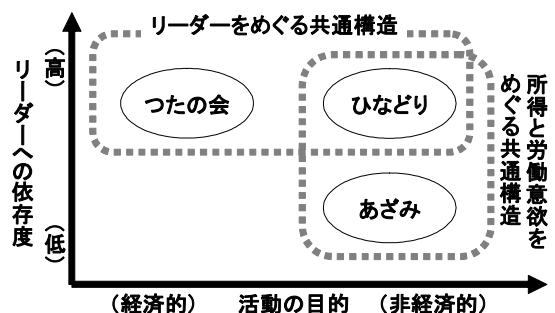 リーダーをめぐる共通構造
（高）
リーダーへの依存度
（低）
つたの会
ひなどり
あざみ
所得と労働意欲を
めぐる共通構造
（経済的） 活動の目的 （非経済的）